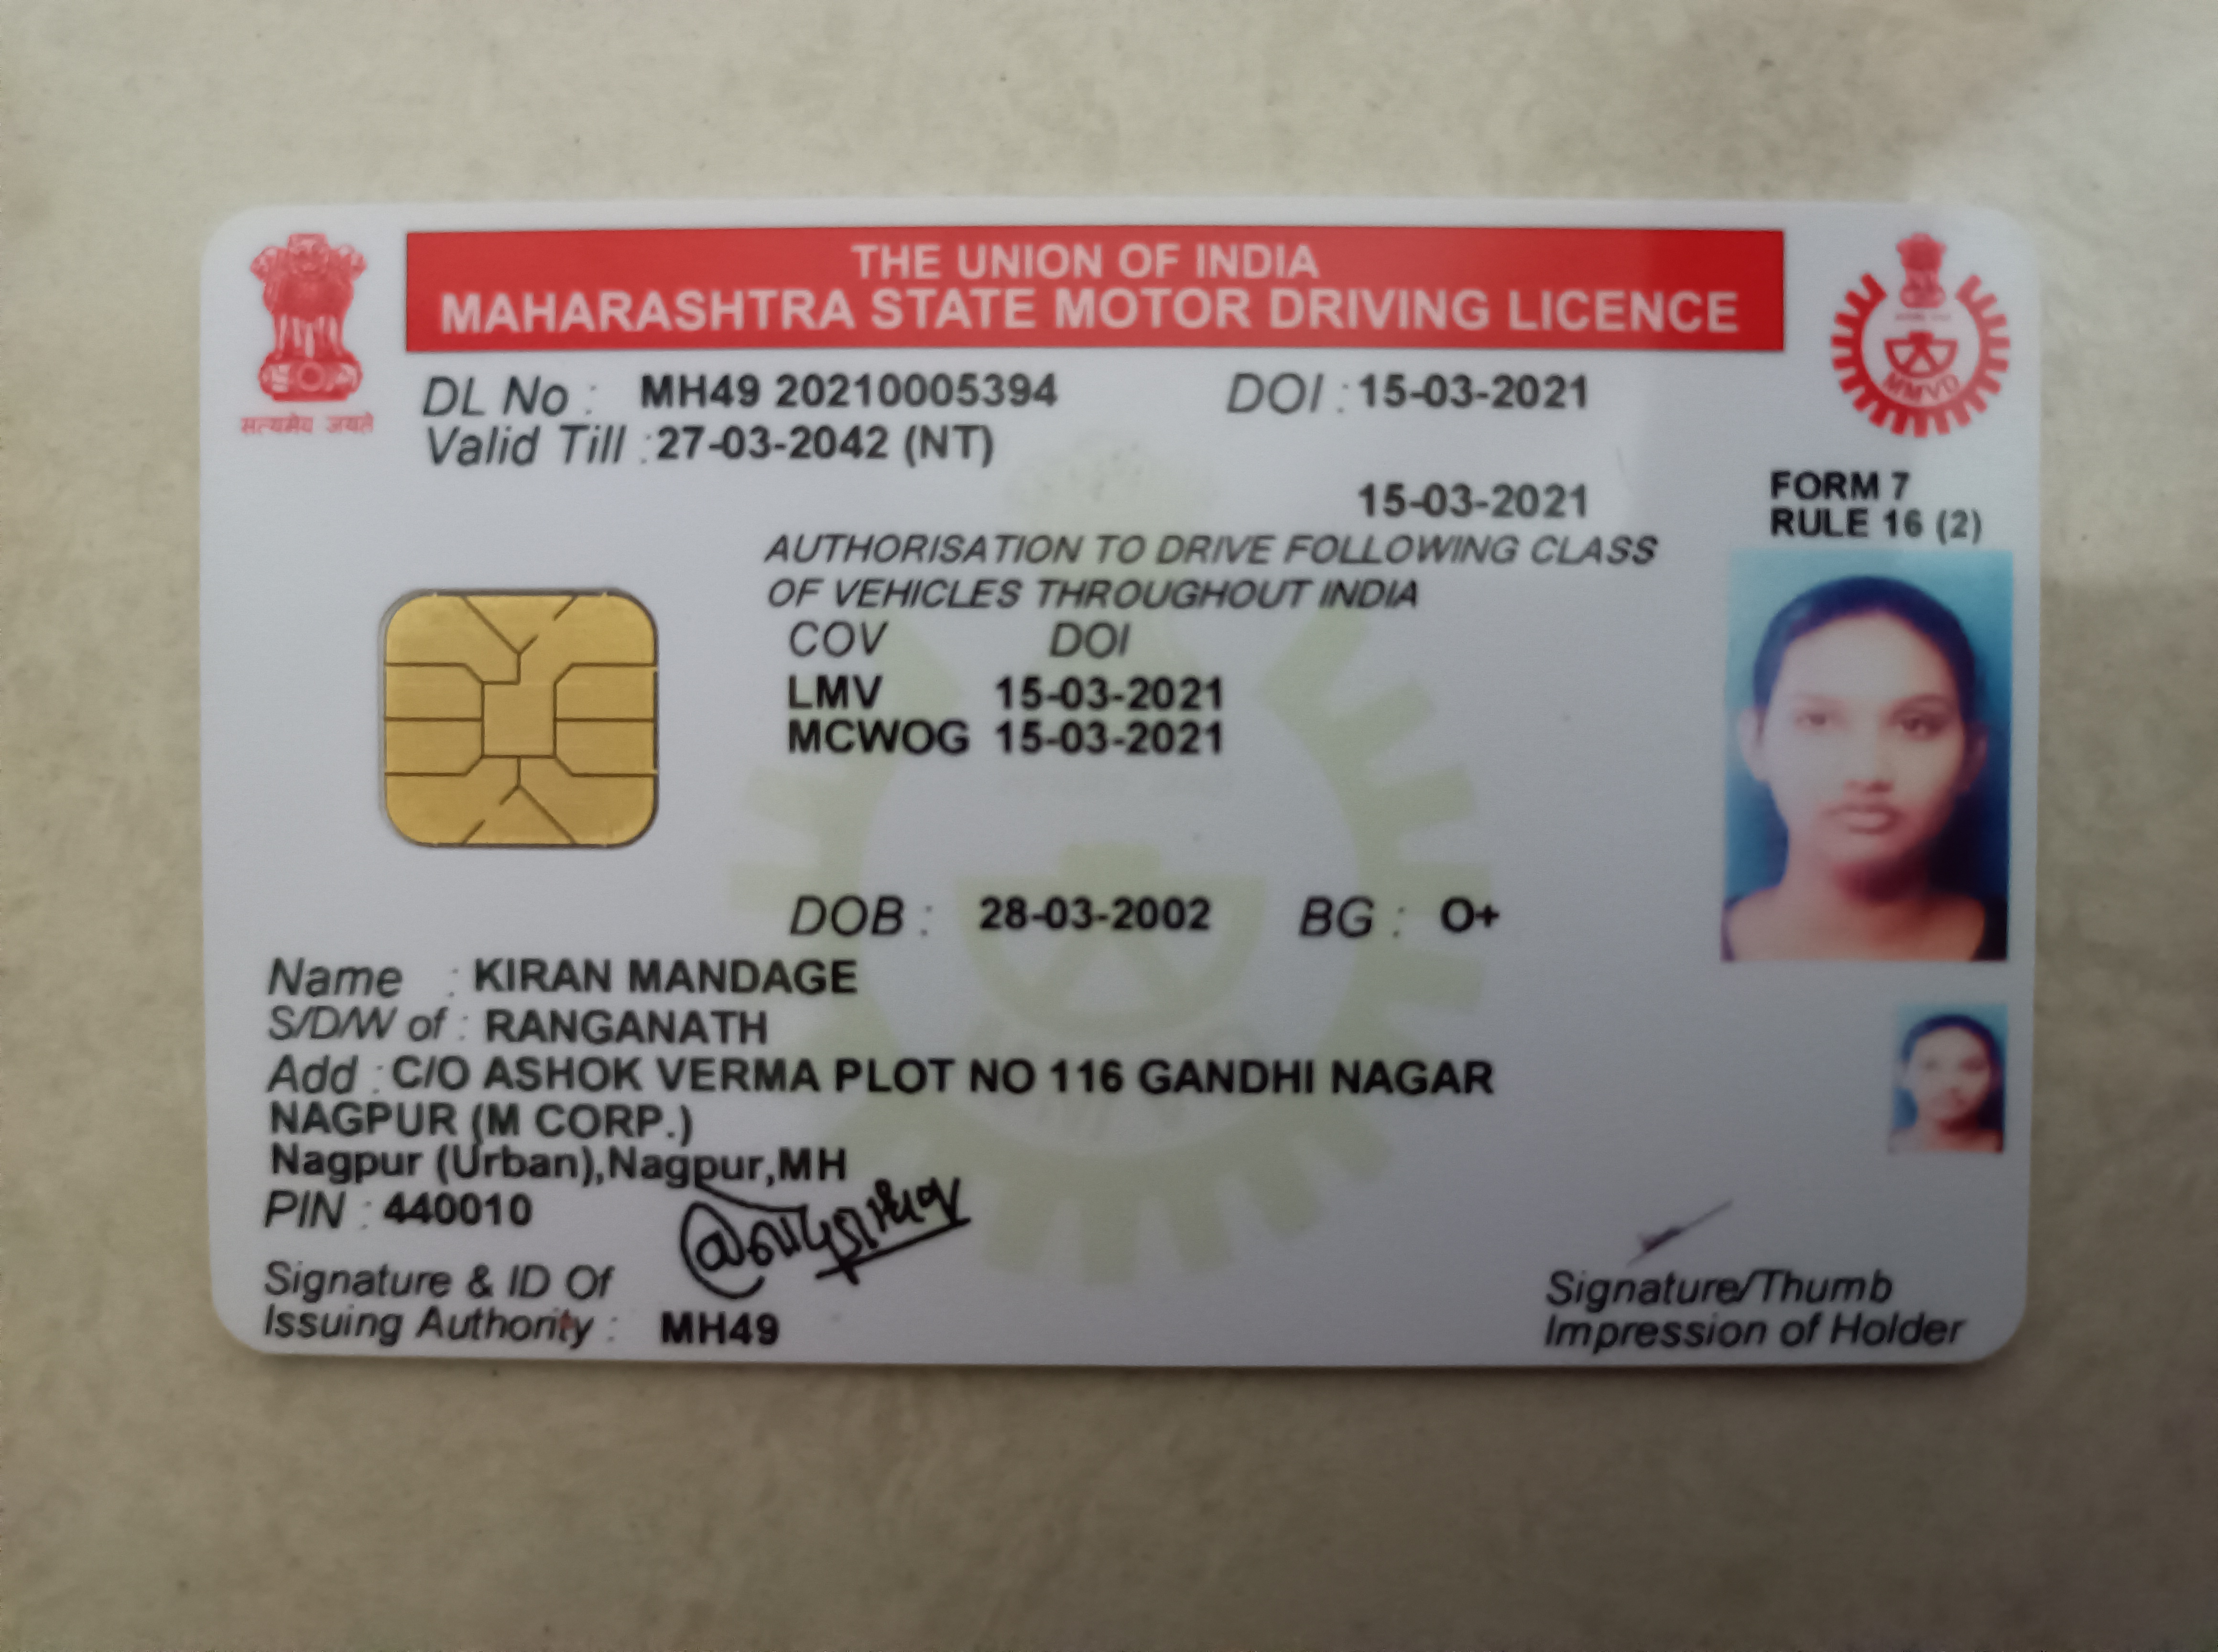 THE UNION OF INDIA
MAHARASHTRA STATE MOTOR DRIVING LICENCE
सत्यमेव जयते
MMVD
DL No : MH49 20210005394 DOI : 15-03-2021
Valid Till : 27-03-2042 (NT)
15-03-2021
FORM 7
RULE 16 (2)
AUTHORISATION TO DRIVE FOLLOWING CLASS
OF VEHICLES THROUGHOUT INDIA
COV DOI
LMV 15-03-2021
MCWOG 15-03-2021
DOB : 28-03-2002 BG : O+
Name : KIRAN MANDAGE
S/D/W of : RANGANATH
Add : C/O ASHOK VERMA PLOT NO 116 GANDHI NAGAR
NAGPUR (M CORP.)
Nagpur (Urban),Nagpur,MH
PIN : 440010
Signature & ID Of
Issuing Authority : MH49
Signature/Thumb
Impression of Holder